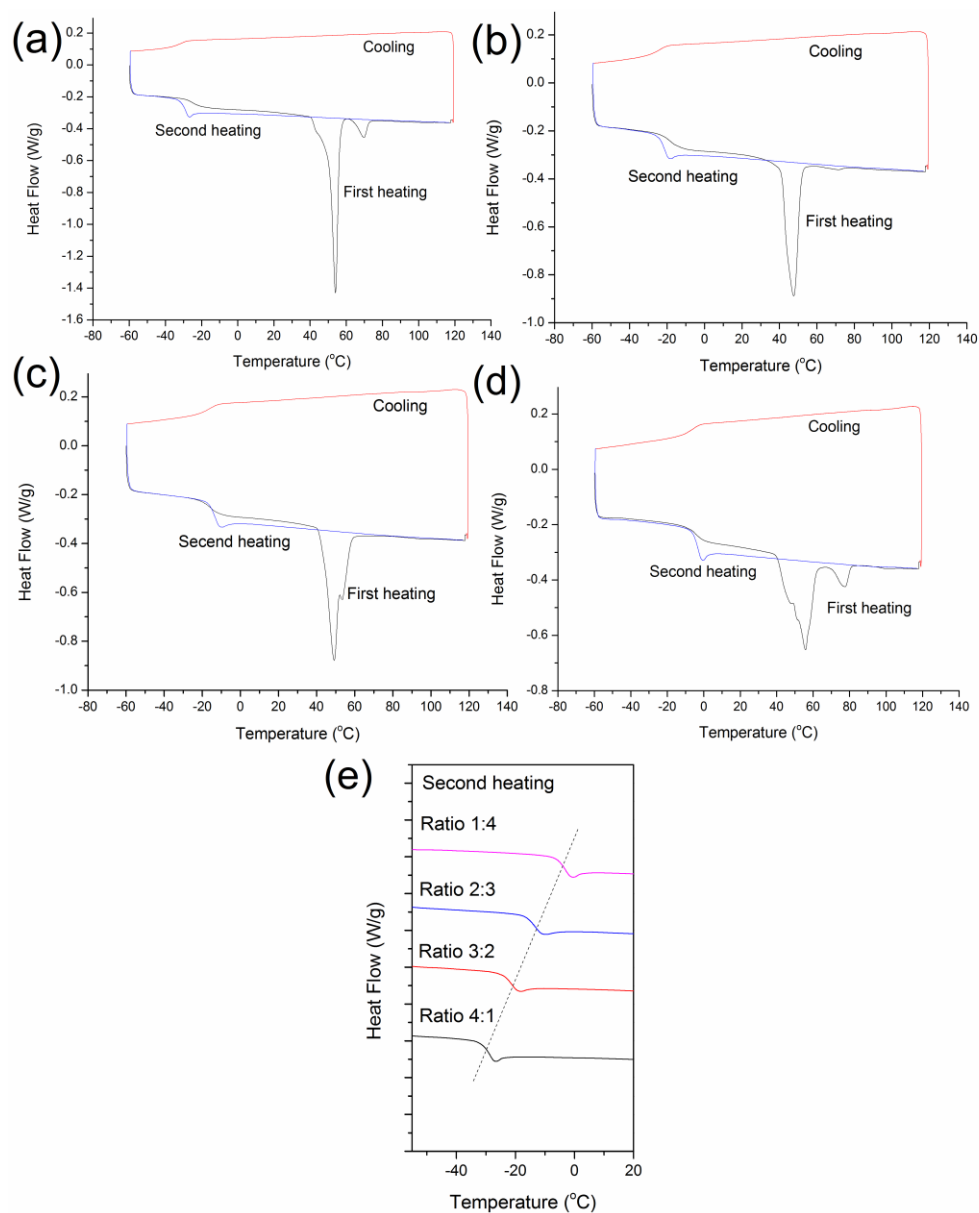 (a)
0.2
0.0
-0.2
-0.4
-0.6
-0.8
-1.0
-1.2
-1.4
-1.6
Heat Flow (W/g)
Cooling
Second heating
First heating
-80 -60 -40 -20 0 20 40 60 80 100 120 140
Temperature (°C)
(b)
0.2
0.0
-0.2
-0.4
-0.6
-0.8
-1.0
Heat Flow (W/g)
Cooling
Second heating
First heating
-80 -60 -40 -20 0 20 40 60 80 100 120 140
Temperature (°C)
(c)
0.2
0.0
-0.2
-0.4
-0.6
-0.8
-1.0
Heat Flow (W/g)
Cooling
Secend heating
First heating
-80 -60 -40 -20 0 20 40 60 80 100 120 140
Temperature (°C)
(d)
0.2
0.0
-0.2
-0.4
-0.6
-0.8
Heat Flow (W/g)
Cooling
Second heating
First heating
-80 -60 -40 -20 0 20 40 60 80 100 120 140
Temperature (°C)
(e)
Second heating
Ratio 1:4
Ratio 2:3
Ratio 3:2
Ratio 4:1
Heat Flow (W/g)
-40 -20 0 20
Temperature (°C)